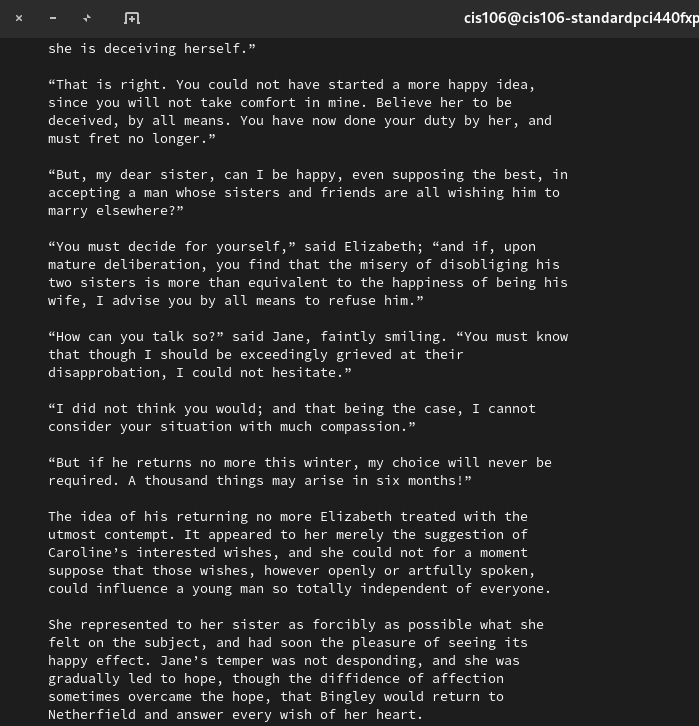 cis106@cis106-standardpci440fxp
she is deceiving herself.”
“That is right. You could not have started a more happy idea,
since you will not take comfort in mine. Believe her to be
deceived, by all means. You have now done your duty by her, and
must fret no longer.”
“But, my dear sister, can I be happy, even supposing the best, in
accepting a man whose sisters and friends are all wishing him to
marry elsewhere?”
“You must decide for yourself,” said Elizabeth; “and if, upon
mature deliberation, you find that the misery of disobliging his
two sisters is more than equivalent to the happiness of being his
wife, I advise you by all means to refuse him.”
“How can you talk so?” said Jane, faintly smiling. “You must know
that though I should be exceedingly grieved at their
disapprobation, I could not hesitate.”
“I did not think you would; and that being the case, I cannot
consider your situation with much compassion.”
“But if he returns no more this winter, my choice will never be
required. A thousand things may arise in six months!”
The idea of his returning no more Elizabeth treated with the
utmost contempt. It appeared to her merely the suggestion of
Caroline’s interested wishes, and she could not for a moment
suppose that those wishes, however openly or artfully spoken,
could influence a young man so totally independent of everyone.
She represented to her sister as forcibly as possible what she
felt on the subject, and had soon the pleasure of seeing its
happy effect. Jane’s temper was not desponding, and she was
gradually led to hope, though the diffidence of affection
sometimes overcame the hope, that Bingley would return to
Netherfield and answer every wish of her heart.